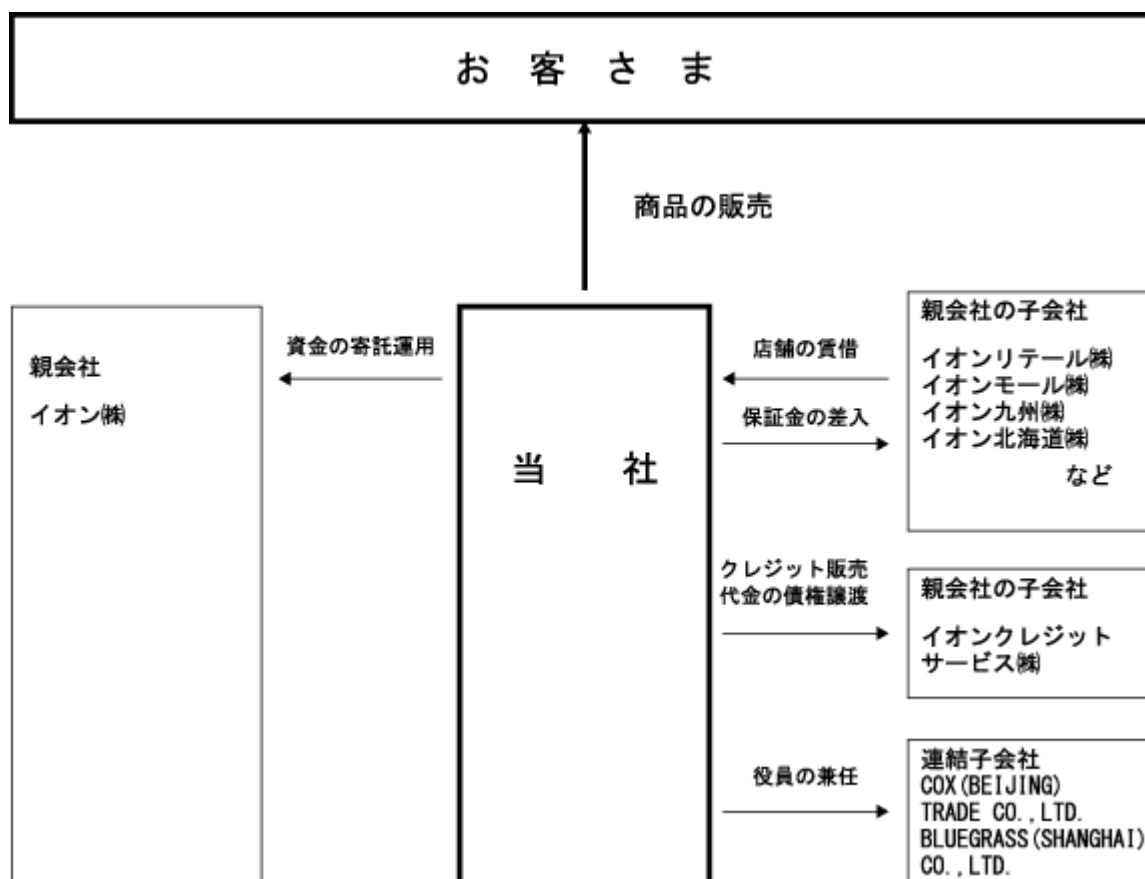 お客さま
商品の販売
親会社
イオン㈱
資金の寄託運用
当社
店舗の賃借
保証金の差入
親会社の子会社
イオンリテール㈱
イオンモール㈱
イオン九州㈱
イオン北海道㈱
など
クレジット販売
代金の債権譲渡
親会社の子会社
イオンクレジット
サービス㈱
役員の兼任
連結子会社
COX(BEIJING)
TRADE CO.,LTD.
BLUEGRASS(SHANGHAI)
CO.,LTD.